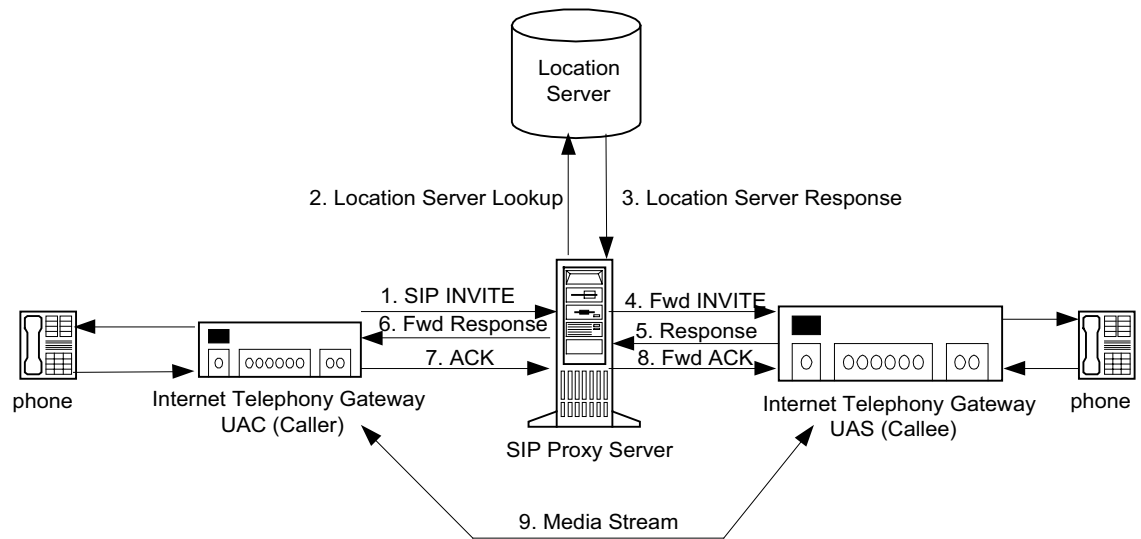 Location
Server
2. Location Server Lookup
3. Location Server Response
1. SIP INVITE
4. Fwd INVITE
6. Fwd Response
5. Response
7. ACK
8. Fwd ACK
phone
Internet Telephony Gateway
UAC (Caller)
SIP Proxy Server
Internet Telephony Gateway
UAS (Callee)
phone
9. Media Stream